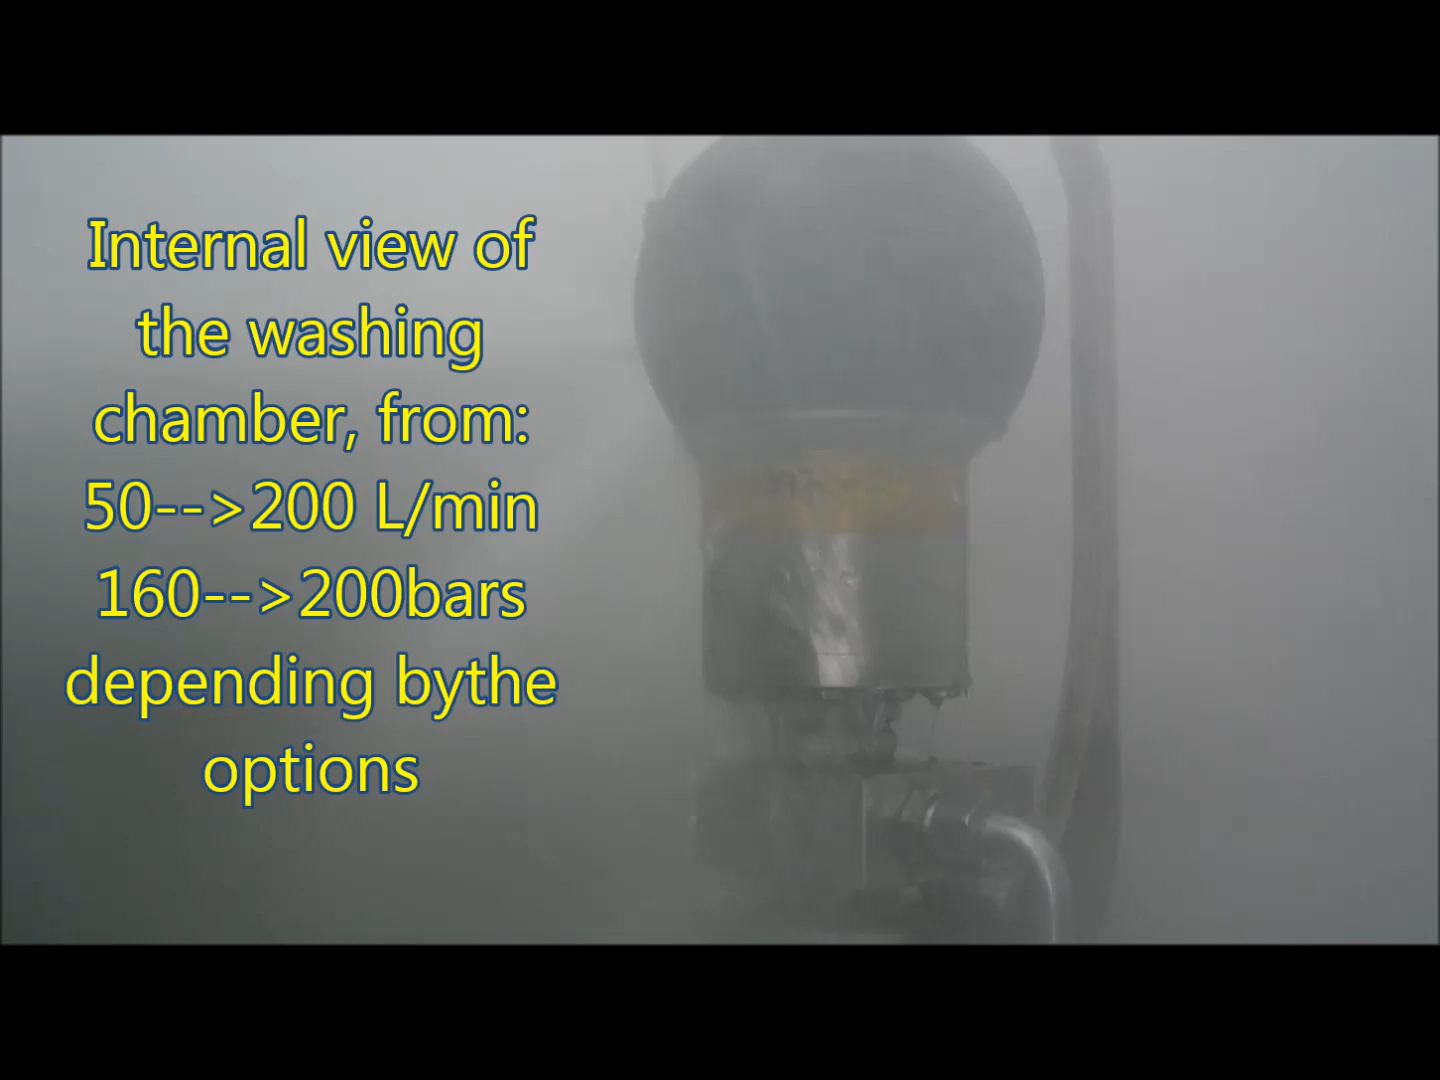 Internal view of
the washing
chamber, from:
50-->200 L/min
160-->200bars
depending bythe
options